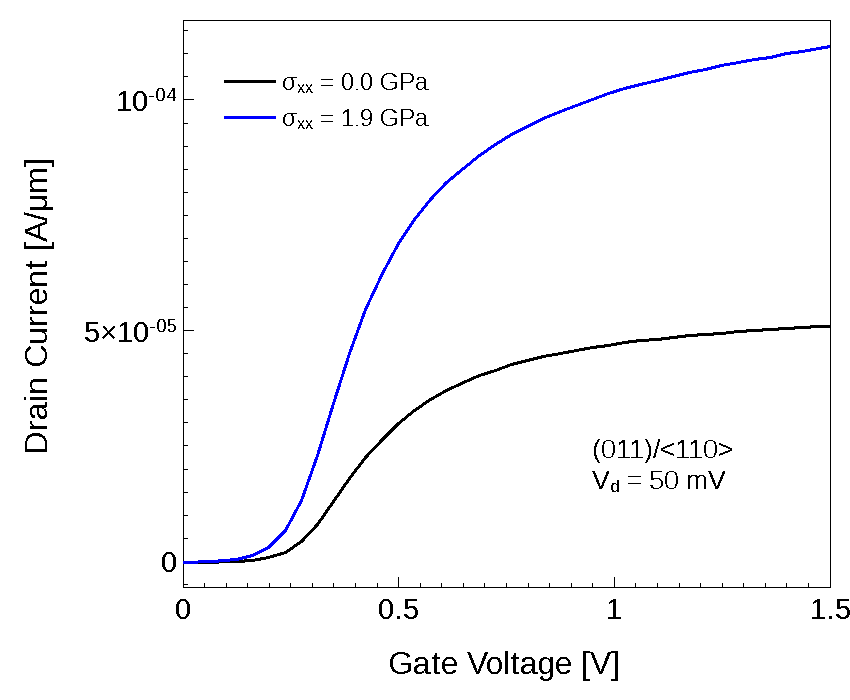 σxx = 0.0 GPa
σxx = 1.9 GPa
10-04
5×10-05
0
Drain Current [A/μm]
(011)/<110>
Vd = 50 mV
0 0.5 1 1.5
Gate Voltage [V]